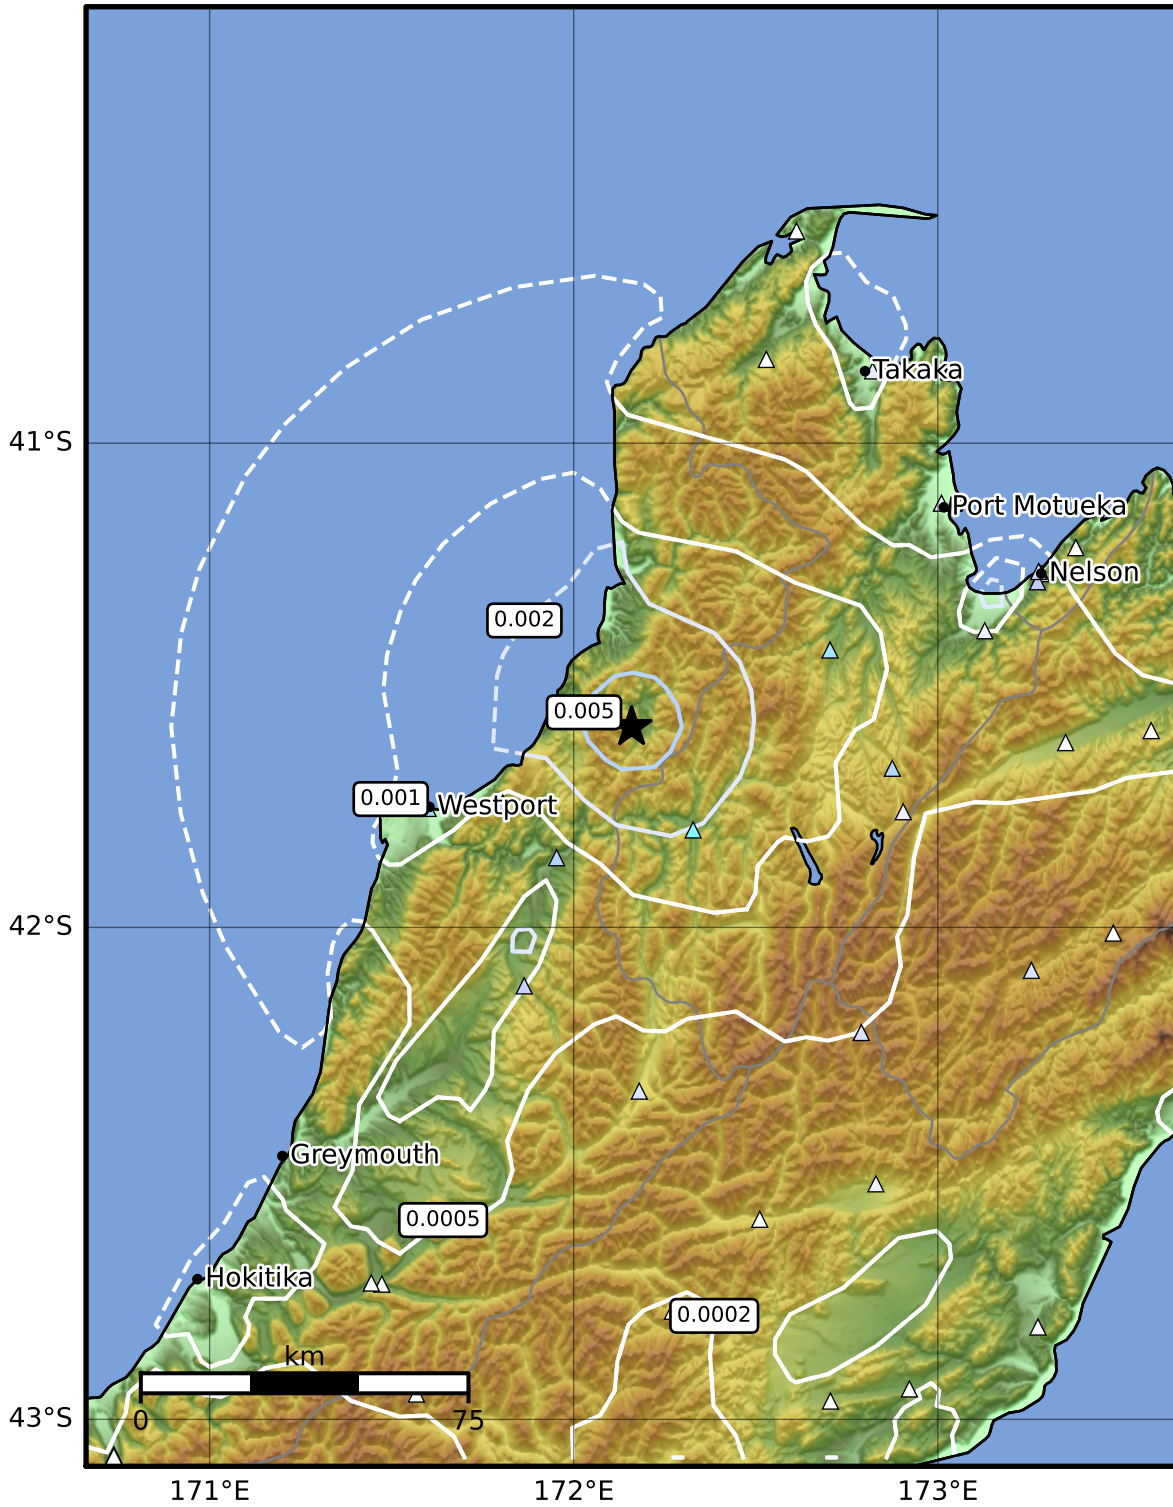 Takaka
41°S
Port Motueka
Nelson
0.002
0.005
0.001
Westport
42°S
Greymouth
0.0005
Hokitika
0.0002
km
0
75
43°S
171°E
172°E
173°E